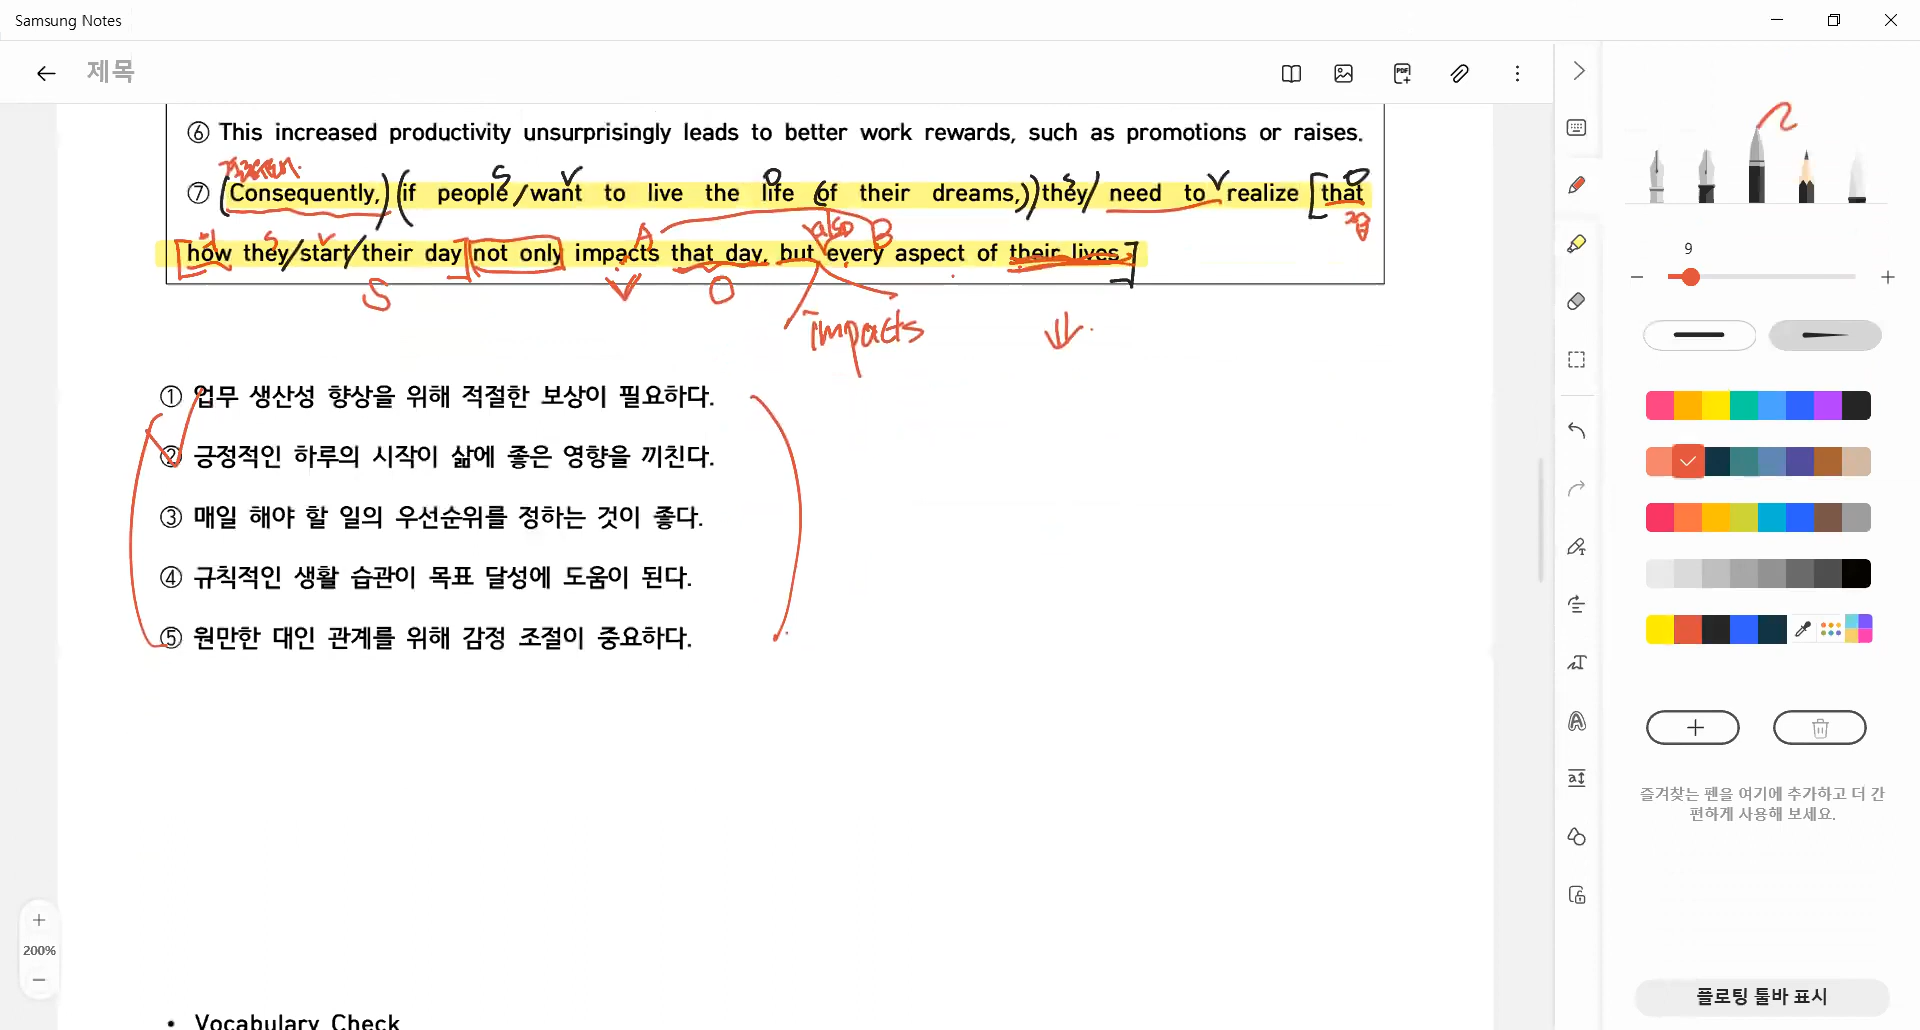 Samsung Notes
제목
⑥ This increased productivity unsurprisingly leads to better work rewards, such as promotions or raises.
S V O S V O
⑦ (Consequently,) (if people / want to live the life (of their dreams,)) they / need to realize [that
접
S V A also B
[how they / start / their day] not only impacts that day, but every aspect of their lives]
S V O
impacts
① 업무 생산성 향상을 위해 적절한 보상이 필요하다.
② 긍정적인 하루의 시작이 삶에 좋은 영향을 끼친다.
③ 매일 해야 할 일의 우선순위를 정하는 것이 좋다.
④ 규칙적인 생활 습관이 목표 달성에 도움이 된다.
⑤ 원만한 대인 관계를 위해 감정 조절이 중요하다.
• Vocabulary Check
200%
9
즐겨찾는 펜을 여기에 추가하고 더 간
편하게 사용해 보세요.
플로팅 툴바 표시